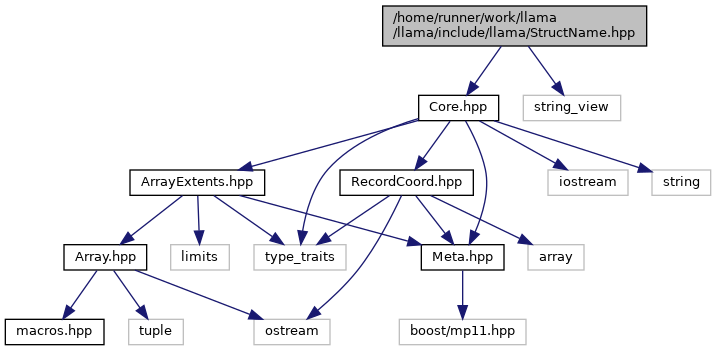 /home/runner/work/llama
/llama/include/llama/StructName.hpp
Core.hpp
string_view
ArrayExtents.hpp
RecordCoord.hpp
iostream
string
Array.hpp
limits
type_traits
Meta.hpp
array
macros.hpp
tuple
ostream
boost/mp11.hpp